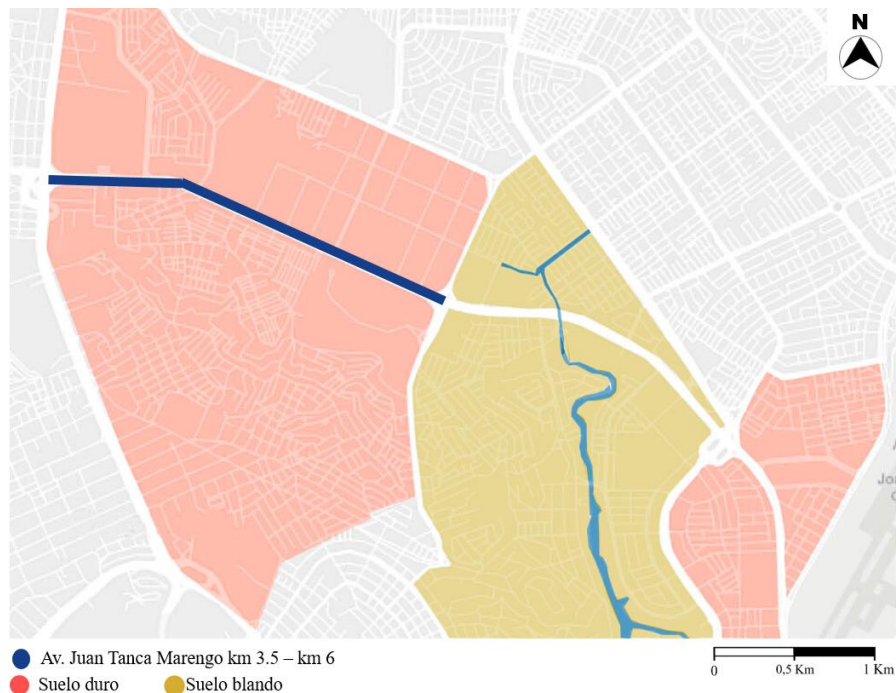 N
Joa
0
0,5 Km
1 Km
Av. Juan Tanca Marengo km 3.5 – km 6
Suelo duro
Suelo blando